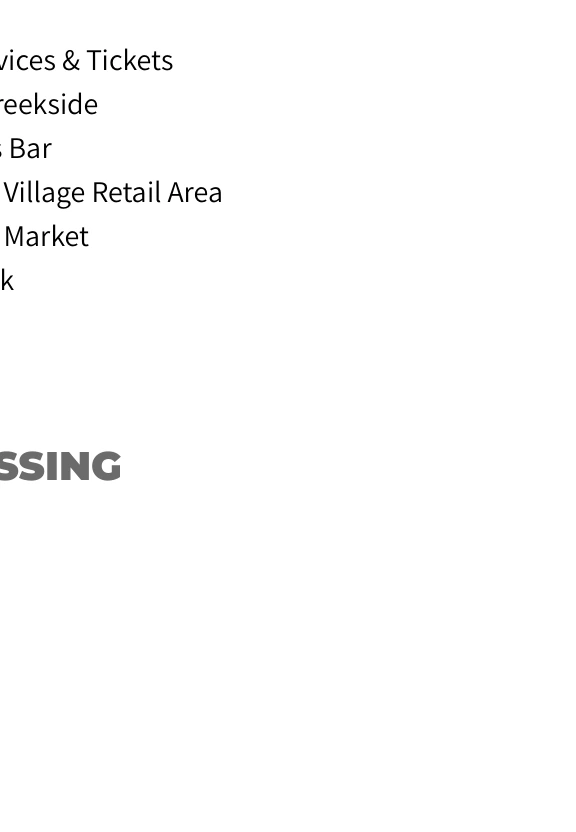 vices & Tickets
reekside
s Bar
Village Retail Area
Market
k
SSING